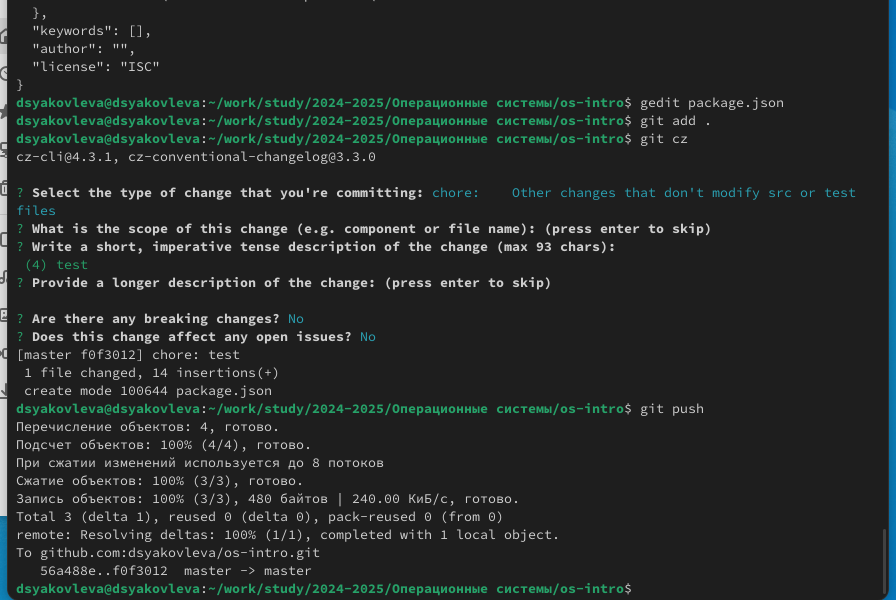 },
"keywords": [],
"author": "",
"license": "ISC"
}
dsyakovleva@dsyakovleva:~/work/study/2024-2025/Операционные системы/os-intro$ gedit package.json
dsyakovleva@dsyakovleva:~/work/study/2024-2025/Операционные системы/os-intro$ git add .
dsyakovleva@dsyakovleva:~/work/study/2024-2025/Операционные системы/os-intro$ git cz
cz-cli@4.3.1, cz-conventional-changelog@3.3.0
? Select the type of change that you're committing: chore:    Other changes that don't modify src or test
files
? What is the scope of this change (e.g. component or file name): (press enter to skip)
? Write a short, imperative tense description of the change (max 93 chars):
(4) test
? Provide a longer description of the change: (press enter to skip)
? Are there any breaking changes? No
? Does this change affect any open issues? No
[master f0f3012] chore: test
1 file changed, 14 insertions(+)
create mode 100644 package.json
dsyakovleva@dsyakovleva:~/work/study/2024-2025/Операционные системы/os-intro$ git push
Перечисление объектов: 4, готово.
Подсчет объектов: 100% (4/4), готово.
При сжатии изменений используется до 8 потоков
Сжатие объектов: 100% (3/3), готово.
Запись объектов: 100% (3/3), 480 байтов | 240.00 КиБ/с, готово.
Total 3 (delta 1), reused 0 (delta 0), pack-reused 0 (from 0)
remote: Resolving deltas: 100% (1/1), completed with 1 local object.
To github.com:dsyakovleva/os-intro.git
56a488e..f0f3012  master -> master
dsyakovleva@dsyakovleva:~/work/study/2024-2025/Операционные системы/os-intro$